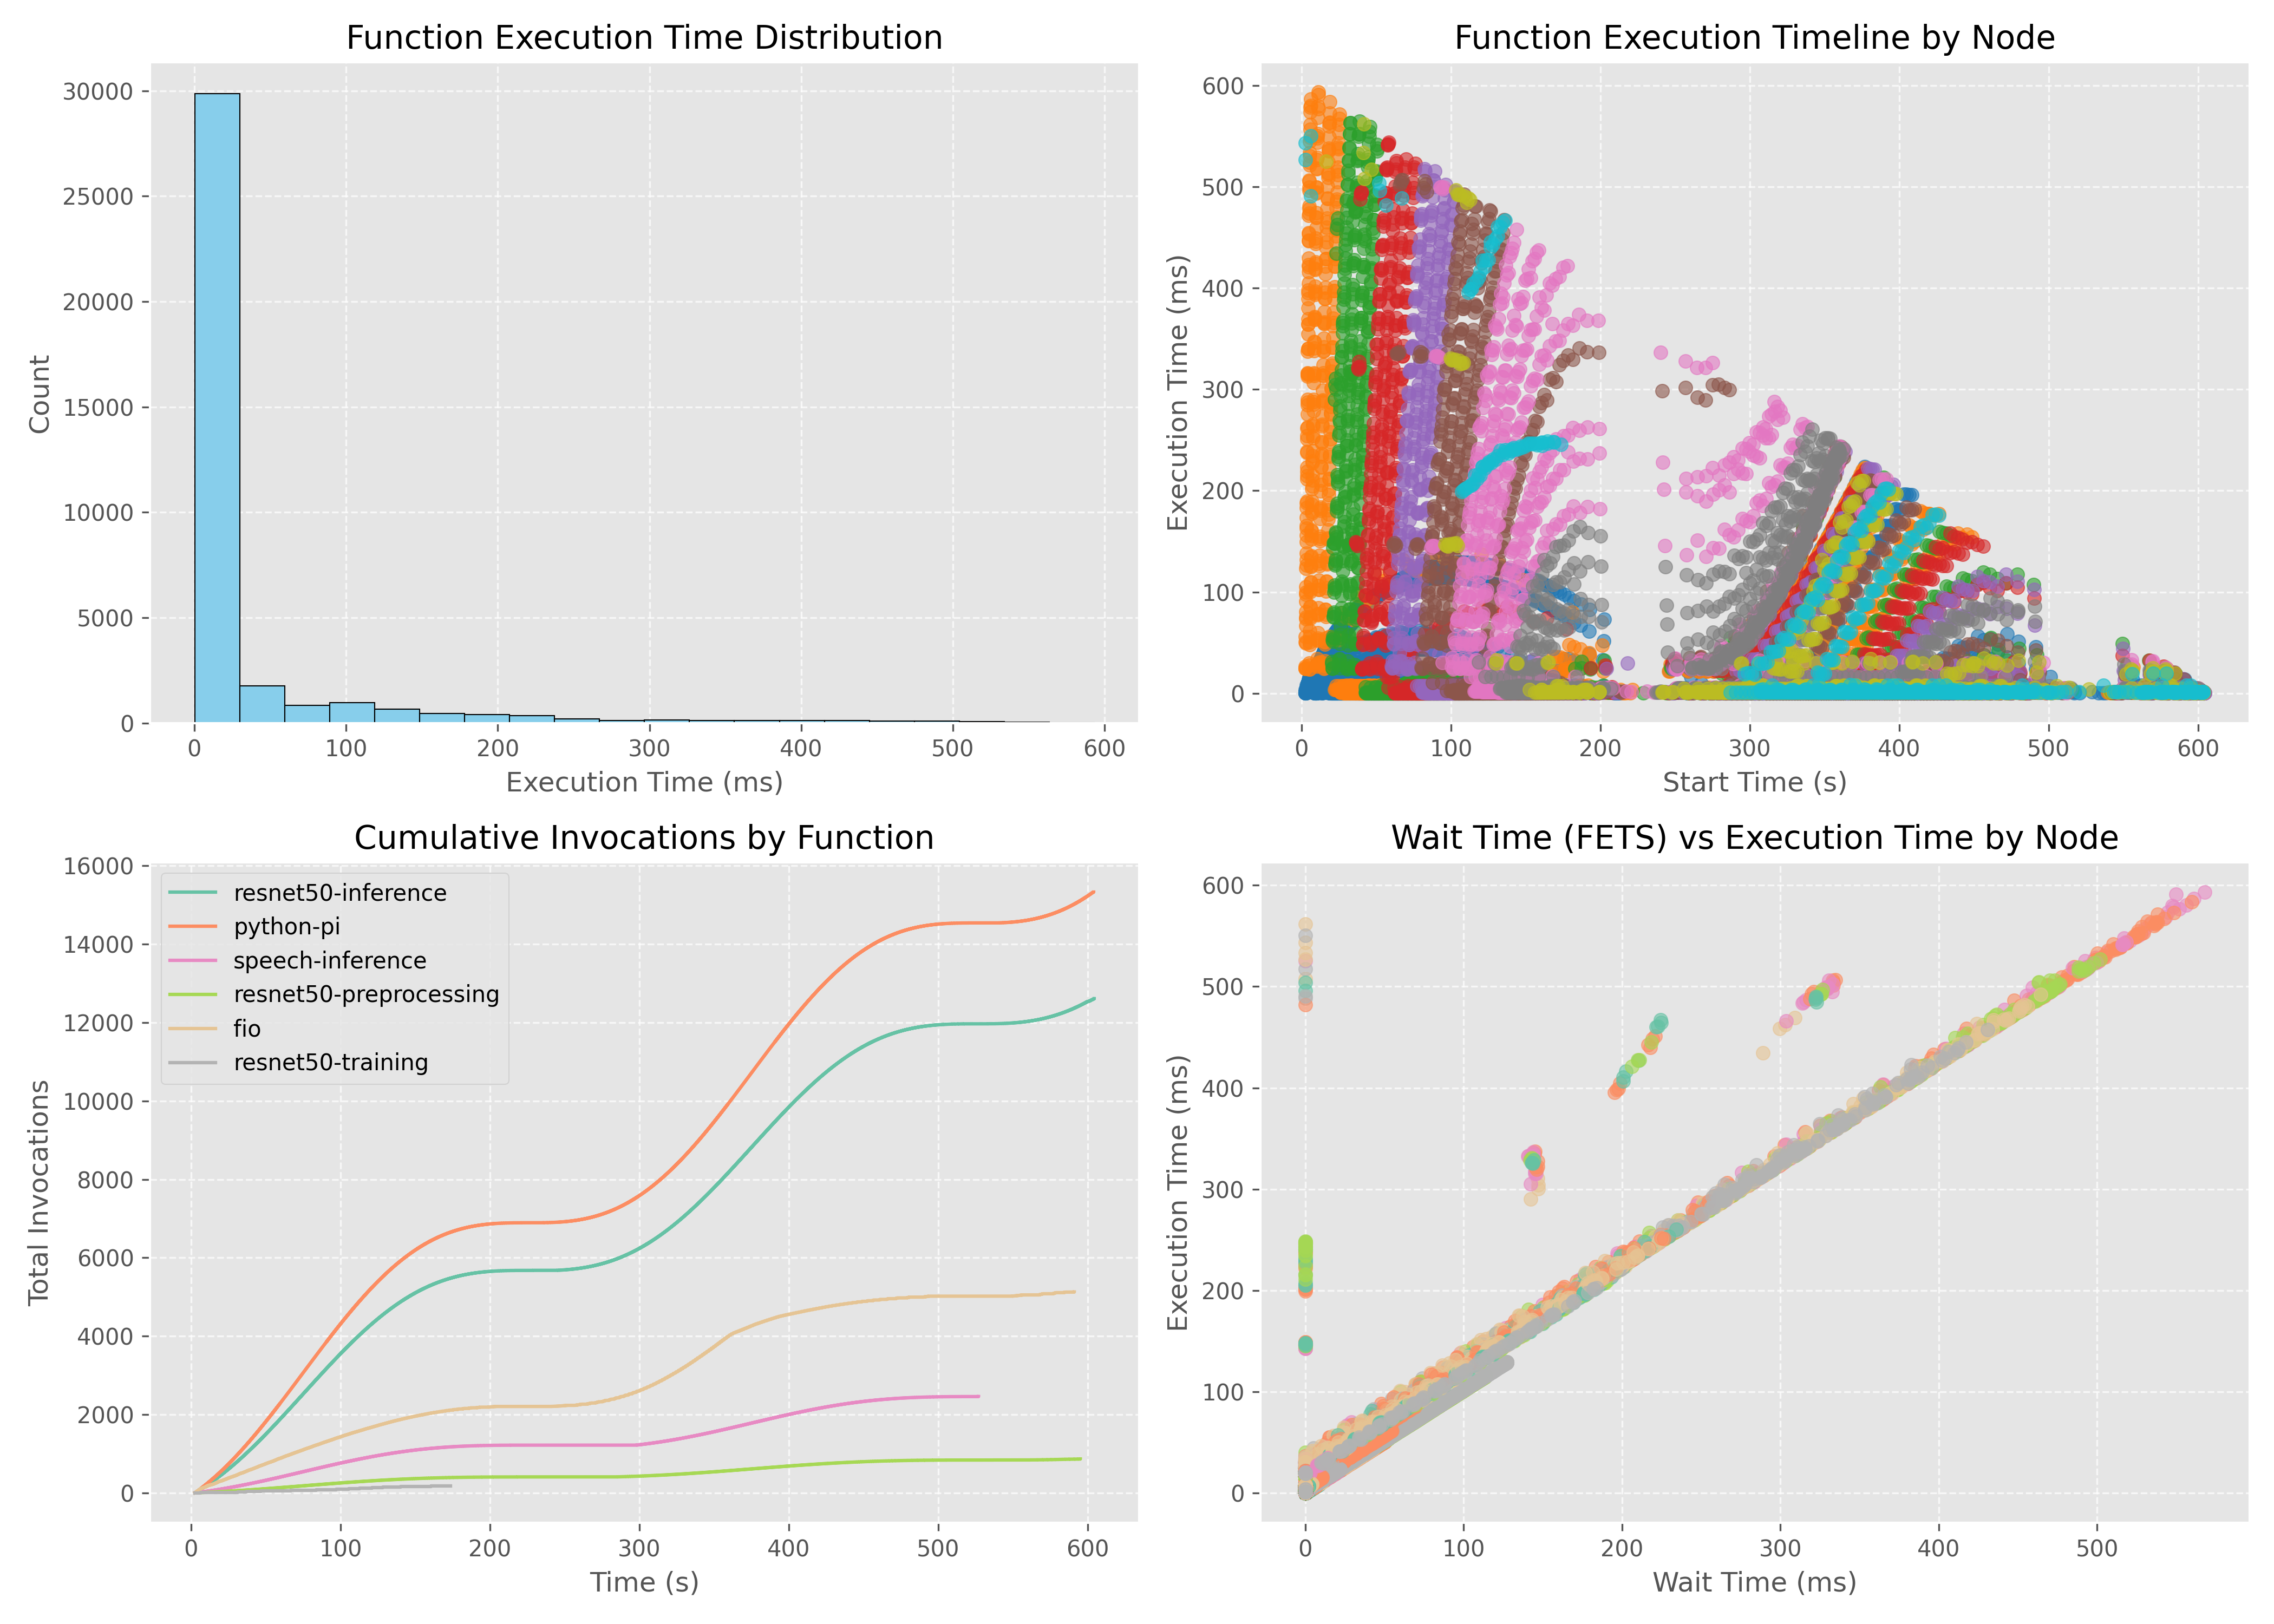 Function Execution Time Distribution
30000
25000
20000
15000
10000
5000
0
Count
0 100 200 300 400 500 600
Execution Time (ms)
Function Execution Timeline by Node
600
500
400
300
200
100
0
Execution Time (ms)
0 100 200 300 400 500 600
Start Time (s)
Cumulative Invocations by Function
16000
14000
12000
10000
8000
6000
4000
2000
0
Total Invocations
resnet50-inference
python-pi
speech-inference
resnet50-preprocessing
fio
resnet50-training
0 100 200 300 400 500 600
Time (s)
Wait Time (FETS) vs Execution Time by Node
600
500
400
300
200
100
0
Execution Time (ms)
0 100 200 300 400 500
Wait Time (ms)